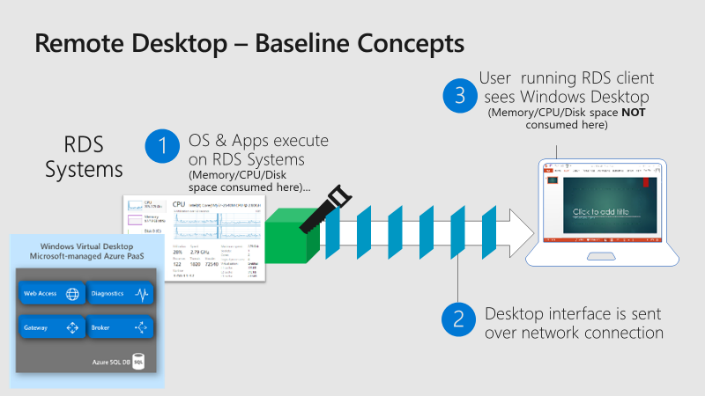 Remote Desktop – Baseline Concepts
RDS
Systems
1
OS & Apps execute
on RDS Systems
(Memory/CPU/Disk
space consumed here)...
3
User running RDS client
sees Windows Desktop
(Memory/CPU/Disk space NOT
consumed here)
CPU
CPU
Click to add title
Windows Virtual Desktop
Microsoft-managed Azure PaaS
Web Access
Diagnostics
Gateway
Broker
Azure SQL DB
2
Desktop interface is sent
over network connection